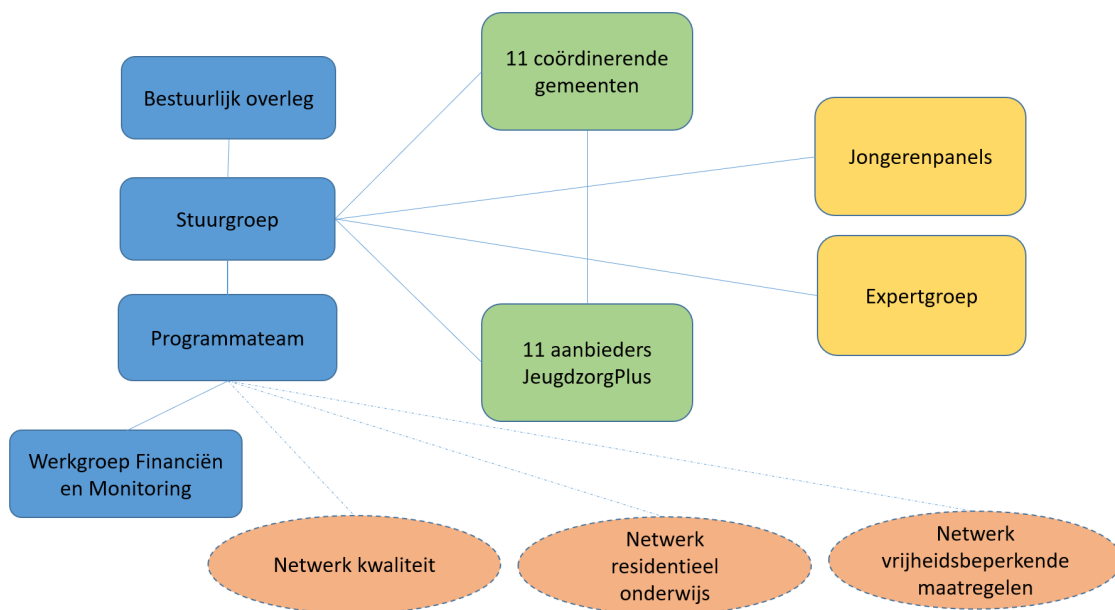 Bestuurlijk overleg
11 coördinerende
gemeenten
Jongerenpanels
Stuurgroep
Expertgroep
Programmateam
11 aanbieders
JeugdzorgPlus
Werkgroep Financiën
en Monitoring
Netwerk kwaliteit
Netwerk
residentieel
onderwijs
Netwerk
vrijheidsbeperkende
maatregelen